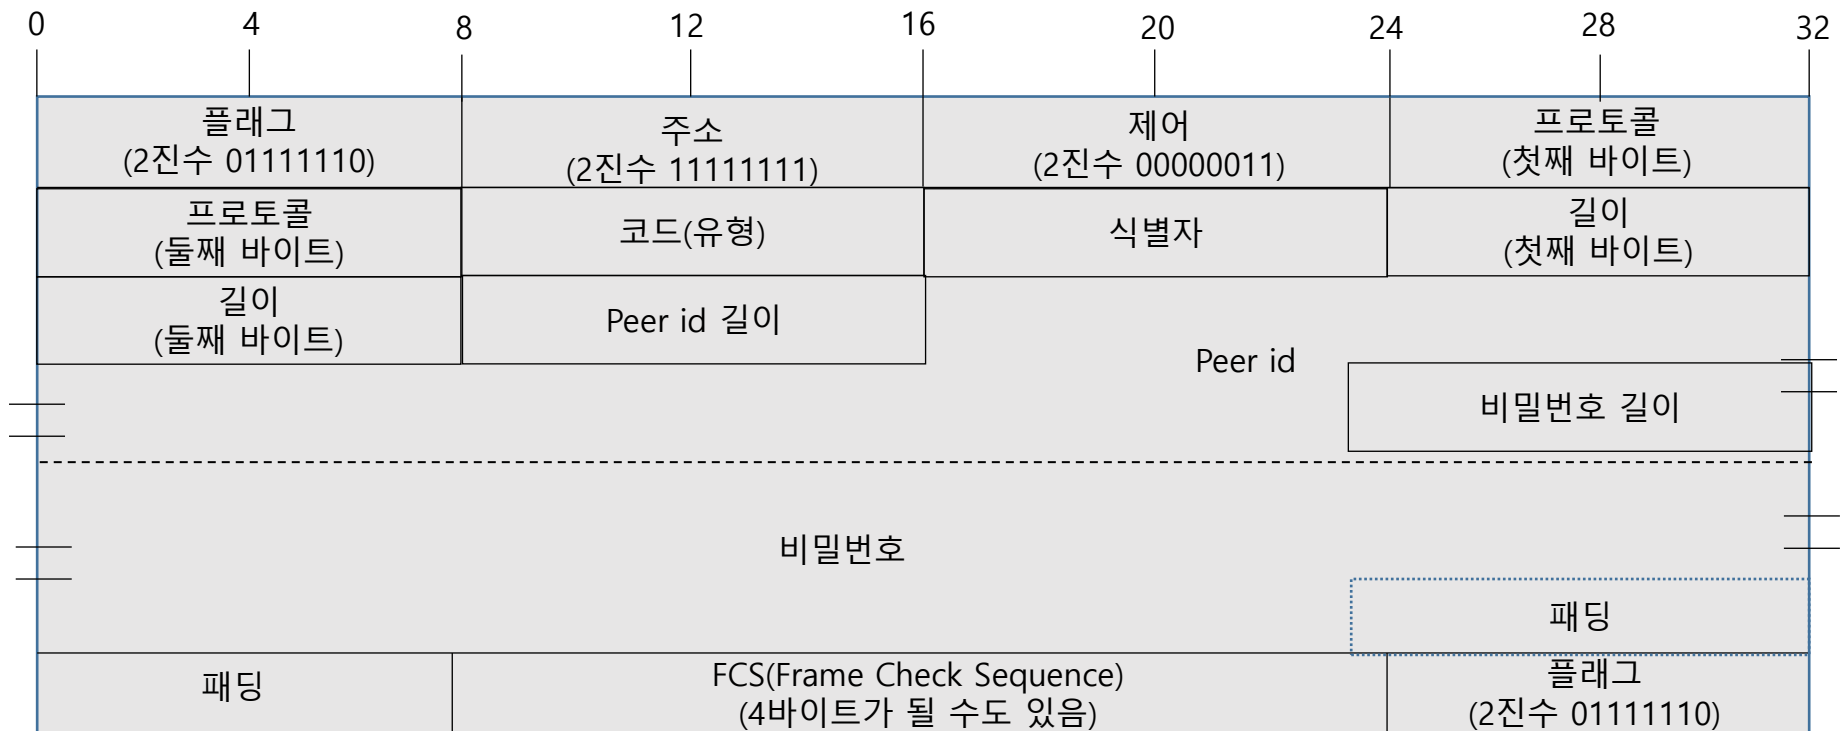 0 4 8 12 16 20 24 28 32
플래그
(2진수 01111110)
주소
(2진수 11111111)
제어
(2진수 00000011)
프로토콜
(첫째 바이트)
프로토콜
(둘째 바이트)
코드(유형)
식별자
길이
(첫째 바이트)
길이
(둘째 바이트)
Peer id 길이
Peer id
비밀번호 길이
비밀번호
패딩
패딩
FCS(Frame Check Sequence)
(4바이트가 될 수도 있음)
플래그
(2진수 01111110)